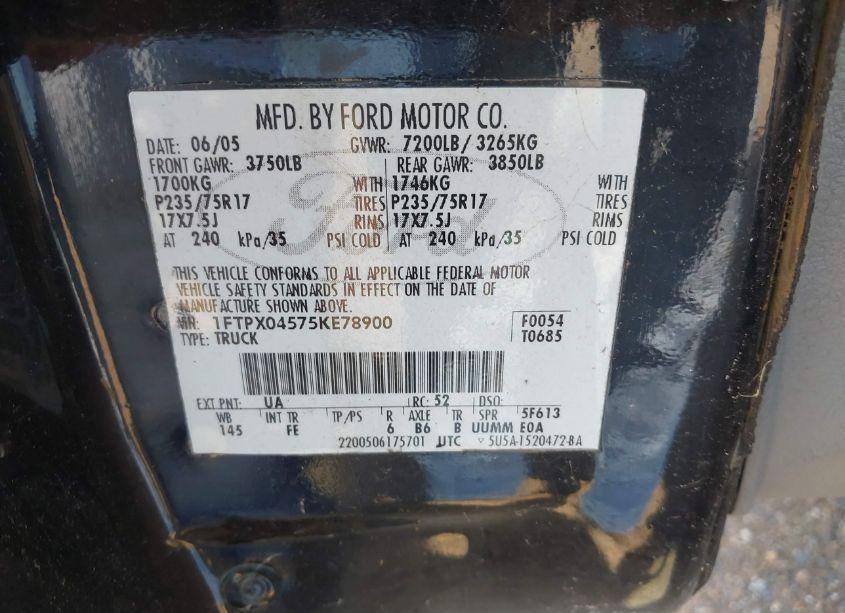 MFD. BY FORD MOTOR CO.
DATE: 06/05 GVWR: 7200LB/ 3265KG
FRONT GAWR: 3750LB REAR GAWR: 3850LB
1700KG WITH 1746KG WITH
P235/75R17 TIRES P235/75R17 TIRES
17X7.5J RIMS 17X7.5J RIMS
AT 240 kPa/35 PSI COLD AT 240 kPa/35 PSI COLD
Ford
THIS VEHICLE CONFORMS TO ALL APPLICABLE FEDERAL MOTOR
VEHICLE SAFETY STANDARDS IN EFFECT ON THE DATE OF
MANUFACTURE SHOWN ABOVE.
VIN: 1FTPX04575KE78900 F0054
TYPE: TRUCK T0685
EXT PNT: UA RC: 52 DSO:
WB INT TR TP/PS R AXLE TR SPR 5F613
145 FE 6 B6 B UUMM E0A
2200506175701 UTC 5U5A-1520472-BA